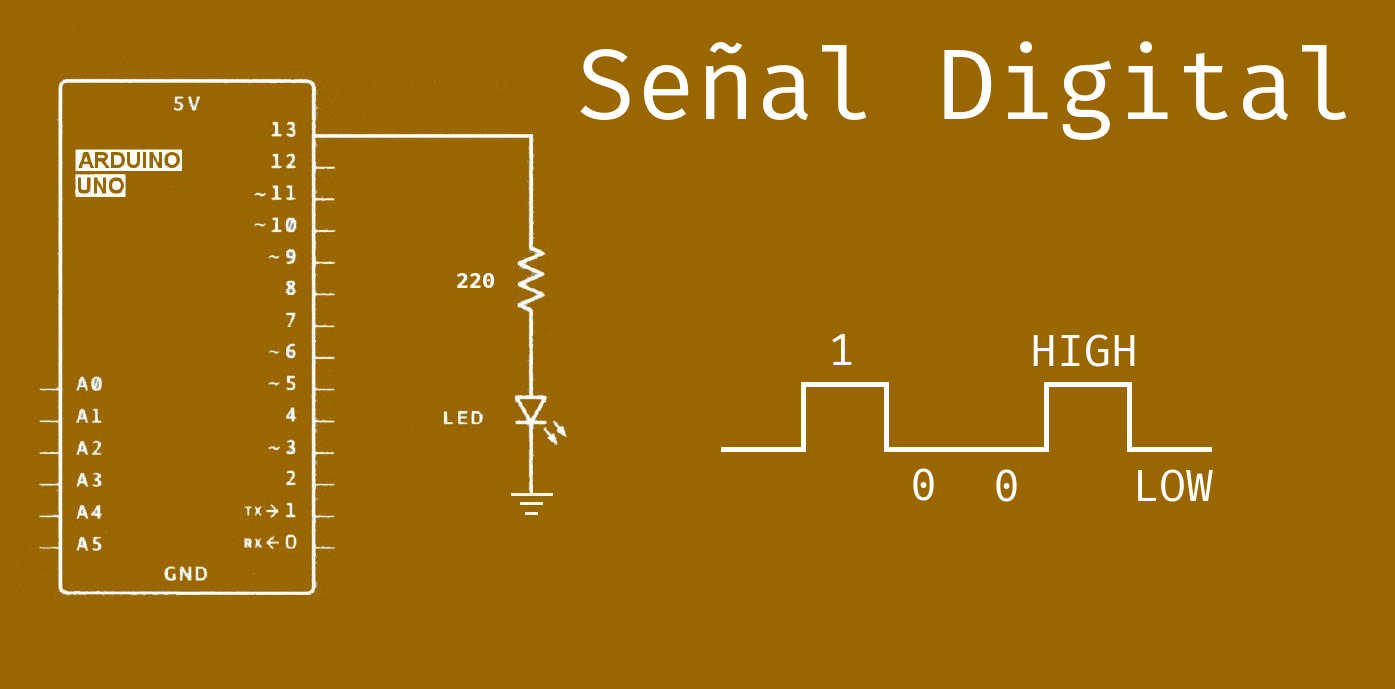 Señal Digital
5V
ARDUINO
UNO
13
12
~11
~10
~9
8
7
~6
~5
4
~3
2
TX→1
RX←0
A0
A1
A2
A3
A4
A5
GND
220
LED
1
HIGH
0
0
LOW